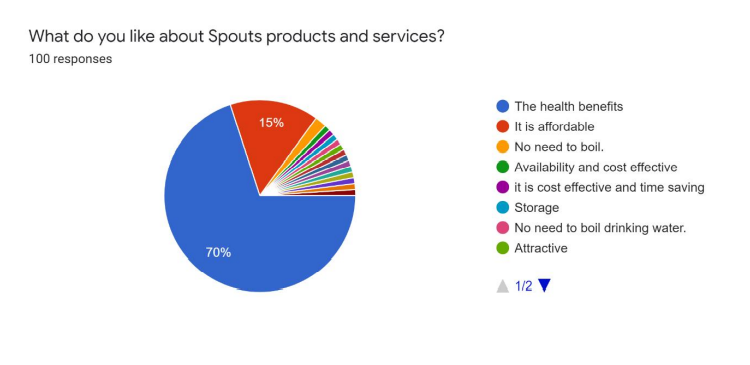 What do you like about Spouts products and services?
100 responses
15%
70%
The health benefits
It is affordable
No need to boil.
Availability and cost effective
it is cost effective and time saving
Storage
No need to boil drinking water.
Attractive
1/2